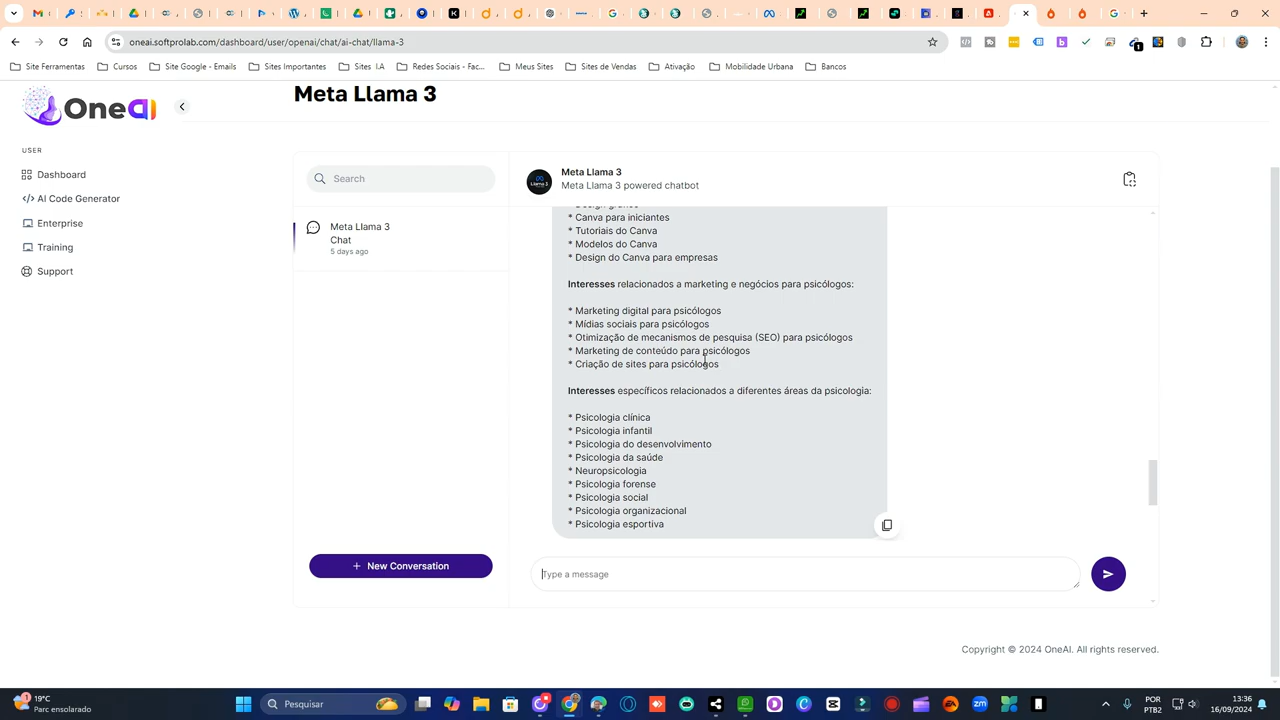 oneai.softprolab.com/dashboard/user/openai/chat/ai-chat/llama-3
Site Ferramentas
Cursos
Site Google - Emails
Sites Importantes
Sites I.A
Redes Sociais - Fac...
Meus Sites
Sites de Vendas
Ativação
Mobilidade Urbana
Bancos
OneAI
Meta Llama 3
USER
Dashboard
AI Code Generator
Enterprise
Training
Support
Search
Meta Llama 3
Chat
5 days ago
+ New Conversation
Meta Llama 3
Meta Llama 3 powered chatbot
* Canva para iniciantes
* Tutoriais do Canva
* Modelos do Canva
* Design do Canva para empresas
Interesses relacionados a marketing e negócios para psicólogos:
* Marketing digital para psicólogos
* Mídias sociais para psicólogos
* Otimização de mecanismos de pesquisa (SEO) para psicólogos
* Marketing de conteúdo para psicólogos
* Criação de sites para psicólogos
Interesses específicos relacionados a diferentes áreas da psicologia:
* Psicologia clínica
* Psicologia infantil
* Psicologia do desenvolvimento
* Psicologia da saúde
* Neuropsicologia
* Psicologia forense
* Psicologia social
* Psicologia organizacional
* Psicologia esportiva
Type a message
Copyright © 2024 OneAI. All rights reserved.
19°C
Parc ensolarado
Pesquisar
POR
PTB2
13:36
16/09/2024